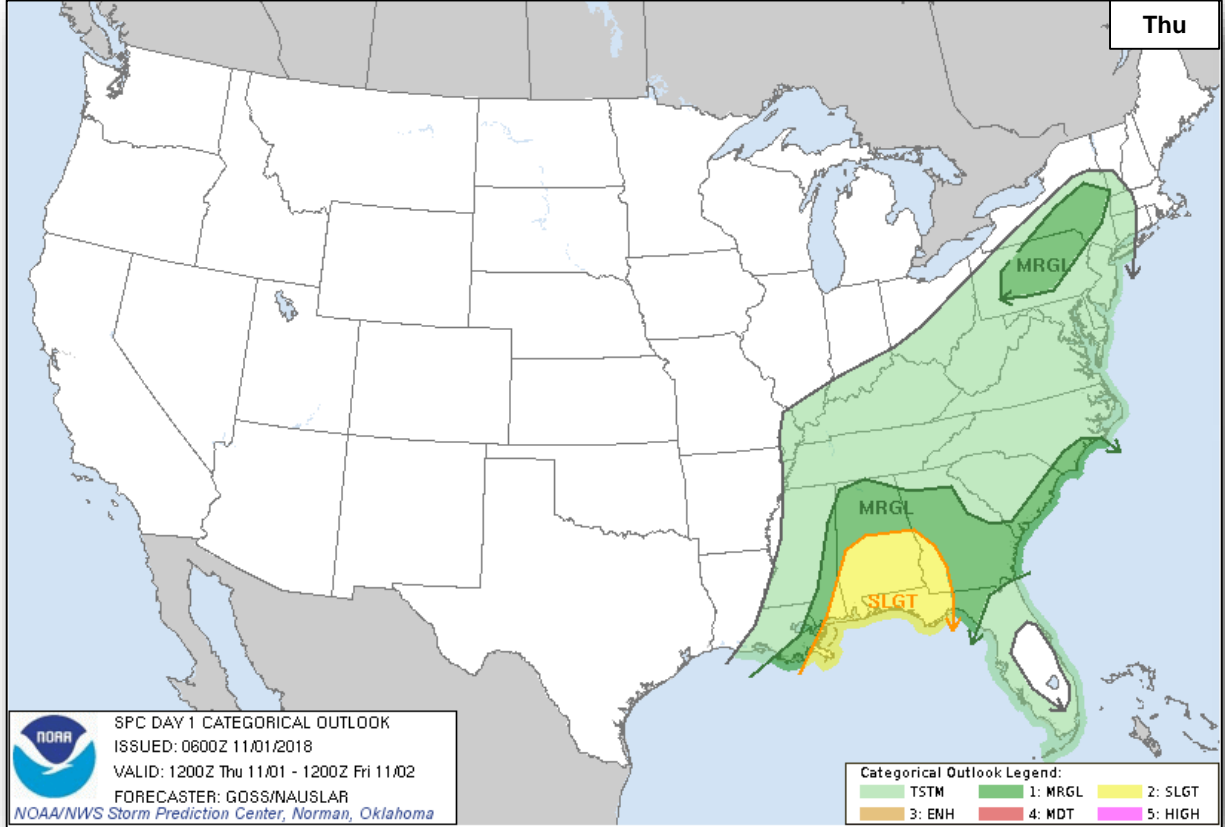 Thu
MRGL
MRGL
SLGT
NOAA
SPC DAY 1 CATEGORICAL OUTLOOK
ISSUED: 0600Z 11/01/2018
VALID: 1200Z Thu 11/01 - 1200Z Fri 11/02
FORECASTER: GOSS/NAUSLAR
NOAA/NWS Storm Prediction Center, Norman, Oklahoma
Categorical Outlook Legend:
TSTM 1: MRGL 2: SLGT
3: ENH 4: MDT 5: HIGH